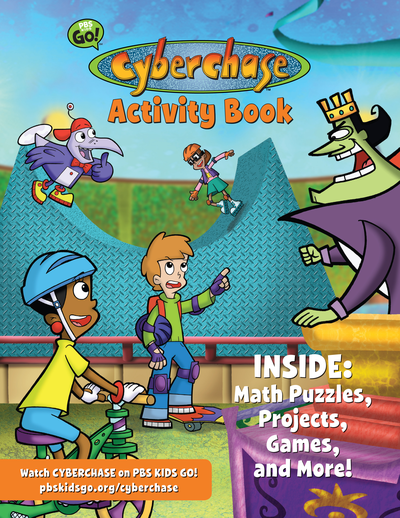 PBS
GO!
Cyberchase
Activity Book
INSIDE:
Math Puzzles,
Projects,
Games,
and More!
Watch CYBERCHASE on PBS KIDS GO!
pbskidsgo.org/cyberchase